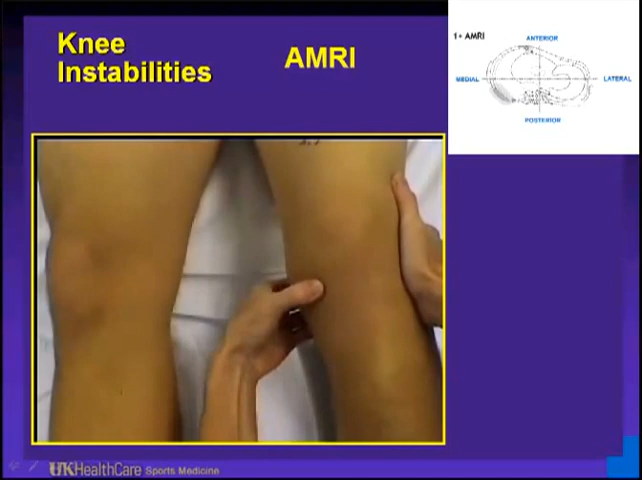 Knee
Instabilities
AMRI
1- AMRI
ANTERIOR
MEDIAL
LATERAL
POSTERIOR
UKHealthCare Sports Medicine